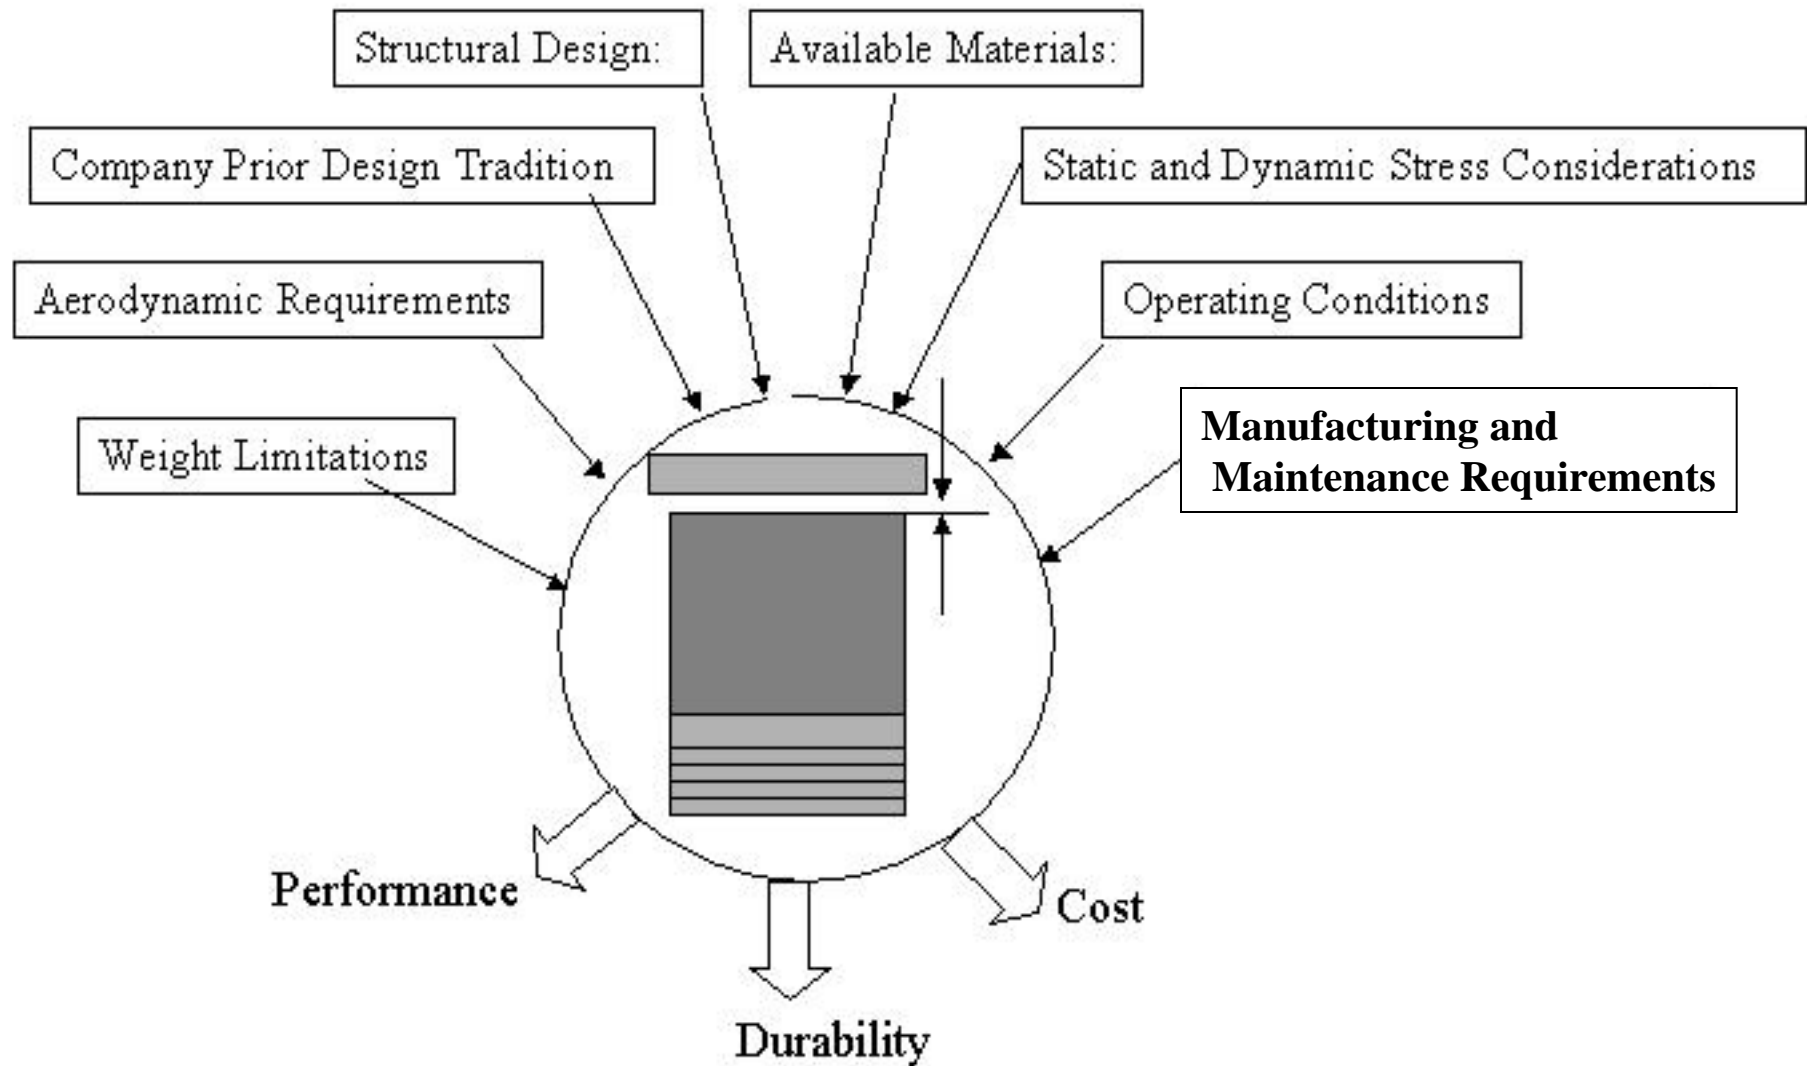 Structural Design:
Available Materials:
Company Prior Design Tradition
Static and Dynamic Stress Considerations
Aerodynamic Requirements
Operating Conditions
Weight Limitations
Manufacturing and
Maintenance Requirements
Performance
Cost
Durability